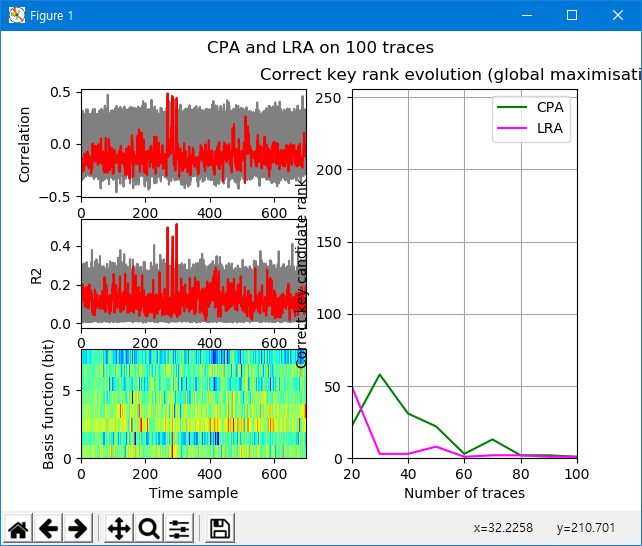 Figure 1
CPA and LRA on 100 traces
Correct key rank evolution (global maximisati
0.5
0.0
−0.5
Correlation
0
200
400
600
0.4
0.2
0.0
R2
0
200
400
600
5
0
Basis function (bit)
0
200
400
600
Time sample
250
200
150
100
50
0
Correct key candidate rank
CPA
LRA
20
40
60
80
100
Number of traces
x=32.2258 y=210.701